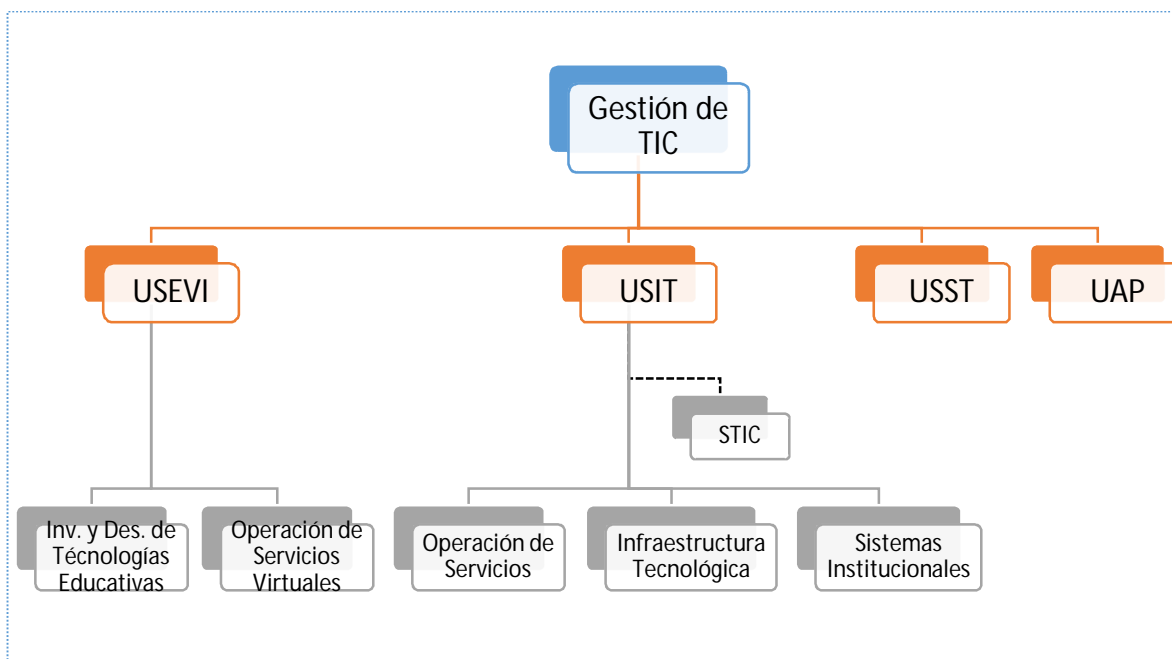 Gestión de
TIC
USEVI
USIT
USST
UAP
STIC
Inv. y Des. de
Técnologías
Educativas
Operación de
Servicios
Virtuales
Operación de
Servicios
Infraestructura
Tecnológica
Sistemas
Institucionales